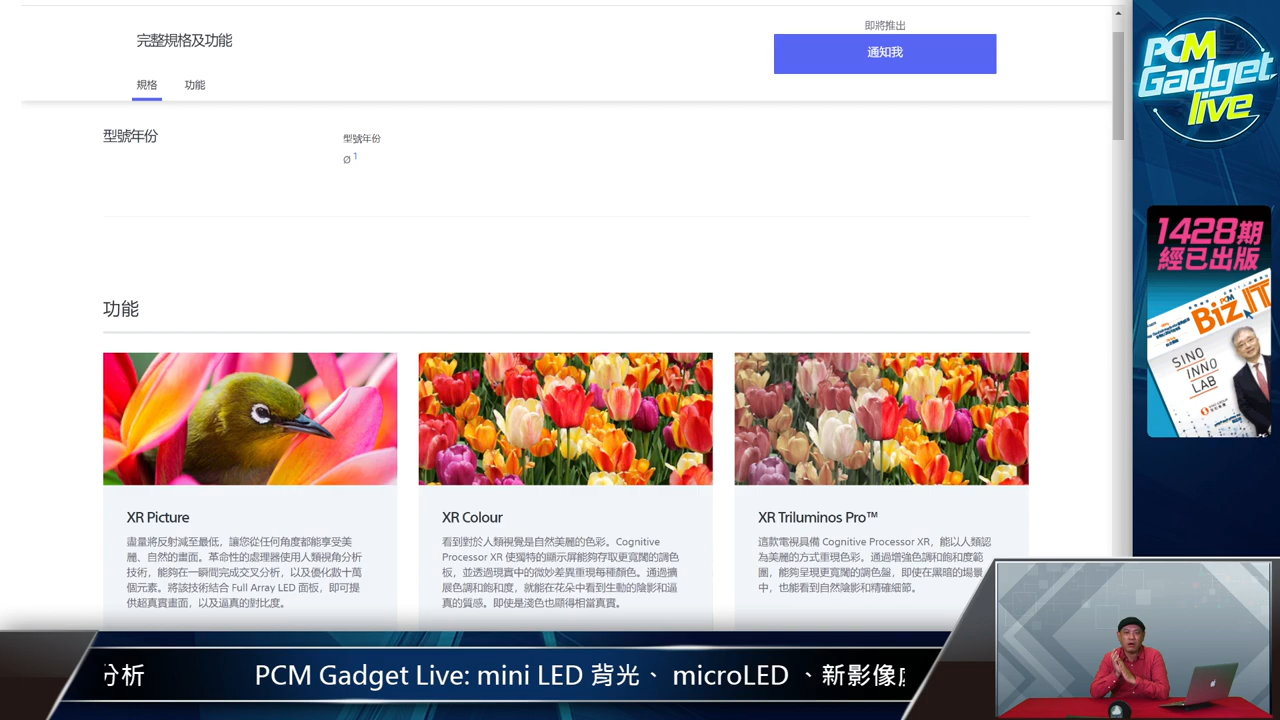 完整規格及功能
即將推出
通知我
規格
功能
型號年份
型號年份
Ø 1
功能
XR Picture
盡量將反射減至最低，讓您從任何角度都能享受美
麗、自然的畫面。革命性的處理器使用人類視角分析
技術，能夠在一瞬間完成交叉分析，以及優化數十萬
個元素。將該技術結合 Full Array LED 面板，即可提
供超真實畫面，以及逼真的對比度。
XR Colour
看到對於人類視覺是自然美麗的色彩。Cognitive
Processor XR 使獨特的顯示屏能夠存取更寬闊的調色
板，並透過現實中的微妙差異重現每種顏色。通過擴
展色調和飽和度，就能在花朵中看到生動的陰影和逼
真的質感。即使是淺色也顯得相當真實。
XR Triluminos Pro™
這款電視具備 Cognitive Processor XR，能以人類認
為美麗的方式重現色彩。通過增強色調和飽和度範
圍，能夠呈現更寬闊的調色盤，即使在黑暗的場景
中，也能看到自然陰影和精確細節。
PCM
Gadget
live
1428期
經已出版
PCM
Biz.IT
SINO
INNO
LAB
分析
PCM Gadget Live: mini LED 背光、 microLED 、新影像